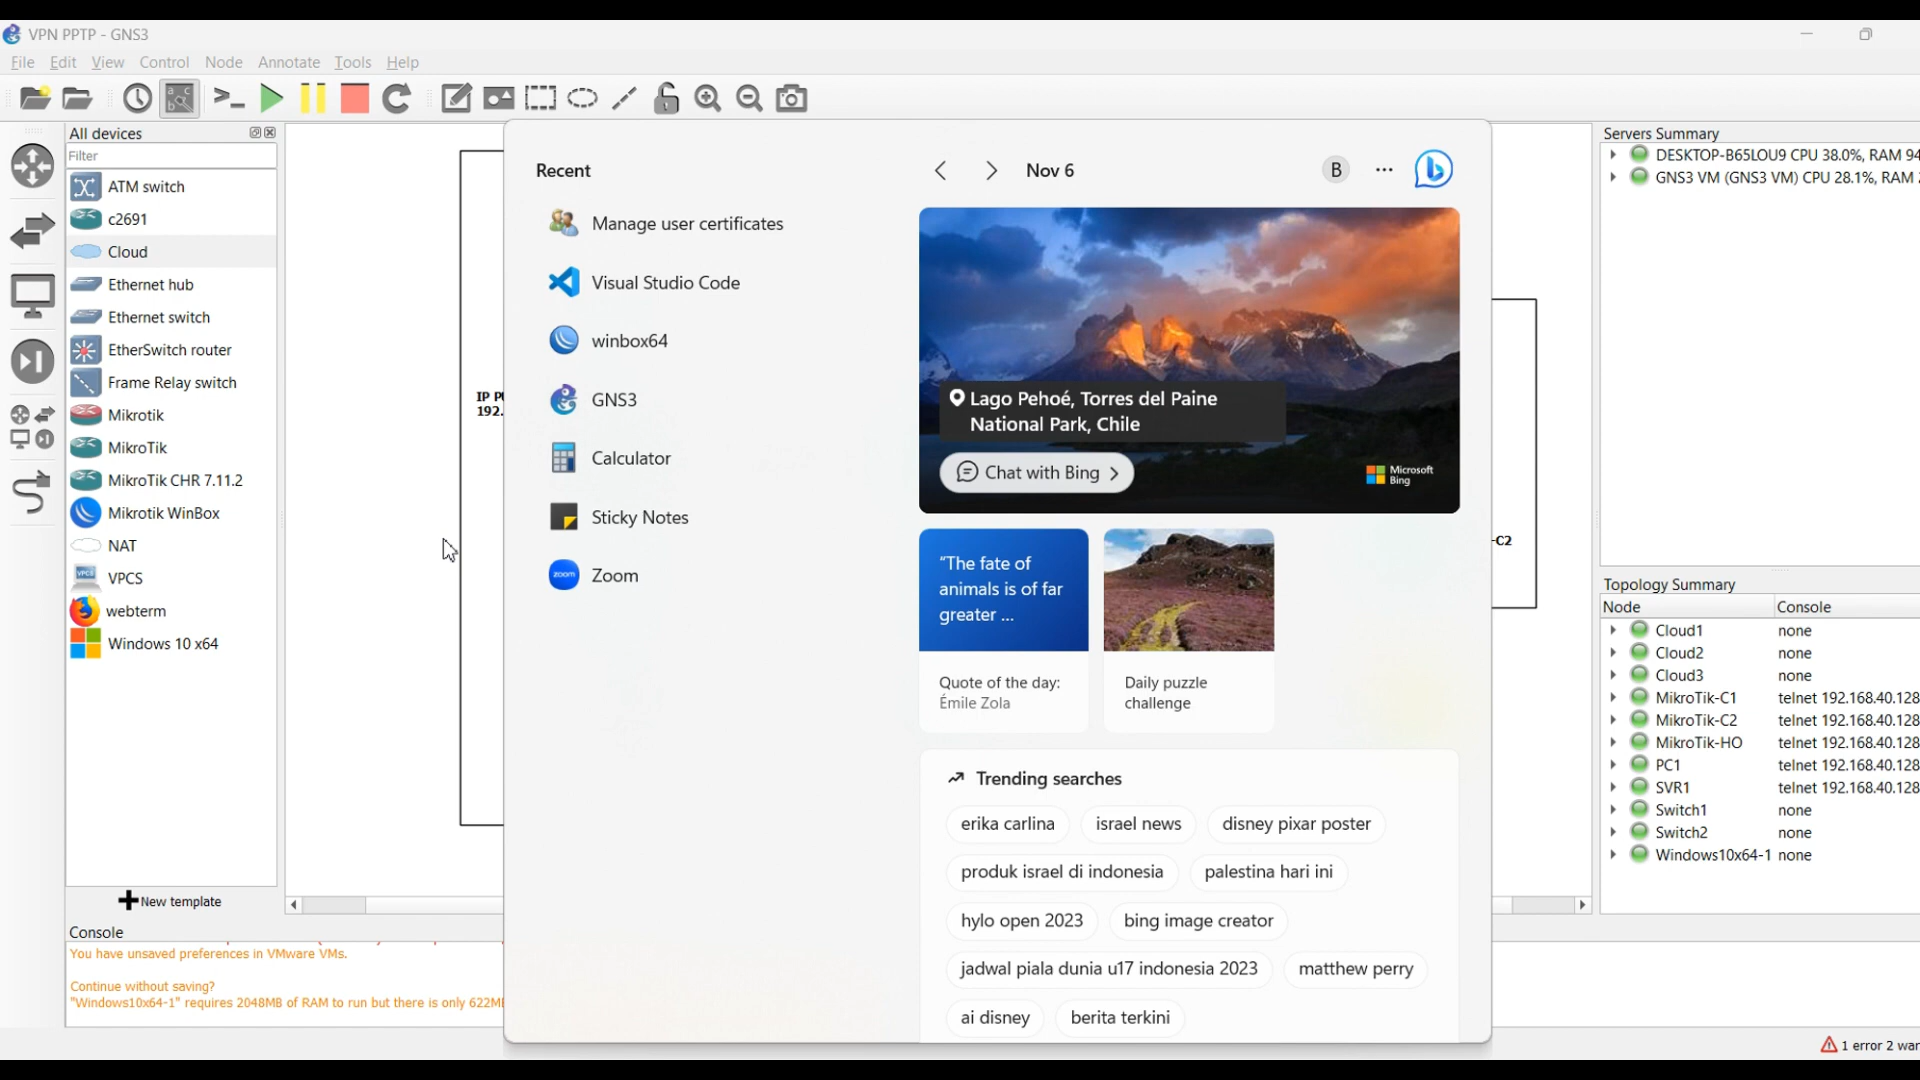 VPN PPTP - GNS3
File Edit View Control Node Annotate Tools Help
All devices
Filter
ATM switch
c2691
Cloud
Ethernet hub
Ethernet switch
EtherSwitch router
Frame Relay switch
Mikrotik
MikroTik
MikroTik CHR 7.11.2
Mikrotik WinBox
NAT
VPCS
webterm
Windows 10 x64
New template
Console
You have unsaved preferences in VMware VMs.
Continue without saving?
"Windows10x64-1" requires 2048MB of RAM to run but there is only 622M
IP P
192.
Recent
Manage user certificates
Visual Studio Code
winbox64
GNS3
Calculator
Sticky Notes
zoom Zoom
Nov 6
B
Lago Pehoé, Torres del Paine
National Park, Chile
Chat with Bing
Microsoft
Bing
"The fate of
animals is of far
greater ...
Quote of the day:
Émile Zola
Daily puzzle
challenge
Trending searches
erika carlina israel news disney pixar poster
produk israel di indonesia palestina hari ini
hylo open 2023 bing image creator
jadwal piala dunia u17 indonesia 2023 matthew perry
ai disney berita terkini
-C2
Servers Summary
DESKTOP-B65LOU9 CPU 38.0%, RAM 94
GNS3 VM (GNS3 VM) CPU 28.1%, RAM
Topology Summary
Node Console
Cloud1 none
Cloud2 none
Cloud3 none
MikroTik-C1 telnet 192.168.40.128
MikroTik-C2 telnet 192.168.40.128
MikroTik-HO telnet 192.168.40.128
PC1 telnet 192.168.40.128
SVR1 telnet 192.168.40.128
Switch1 none
Switch2 none
Windows10x64-1 none
1 error 2 war